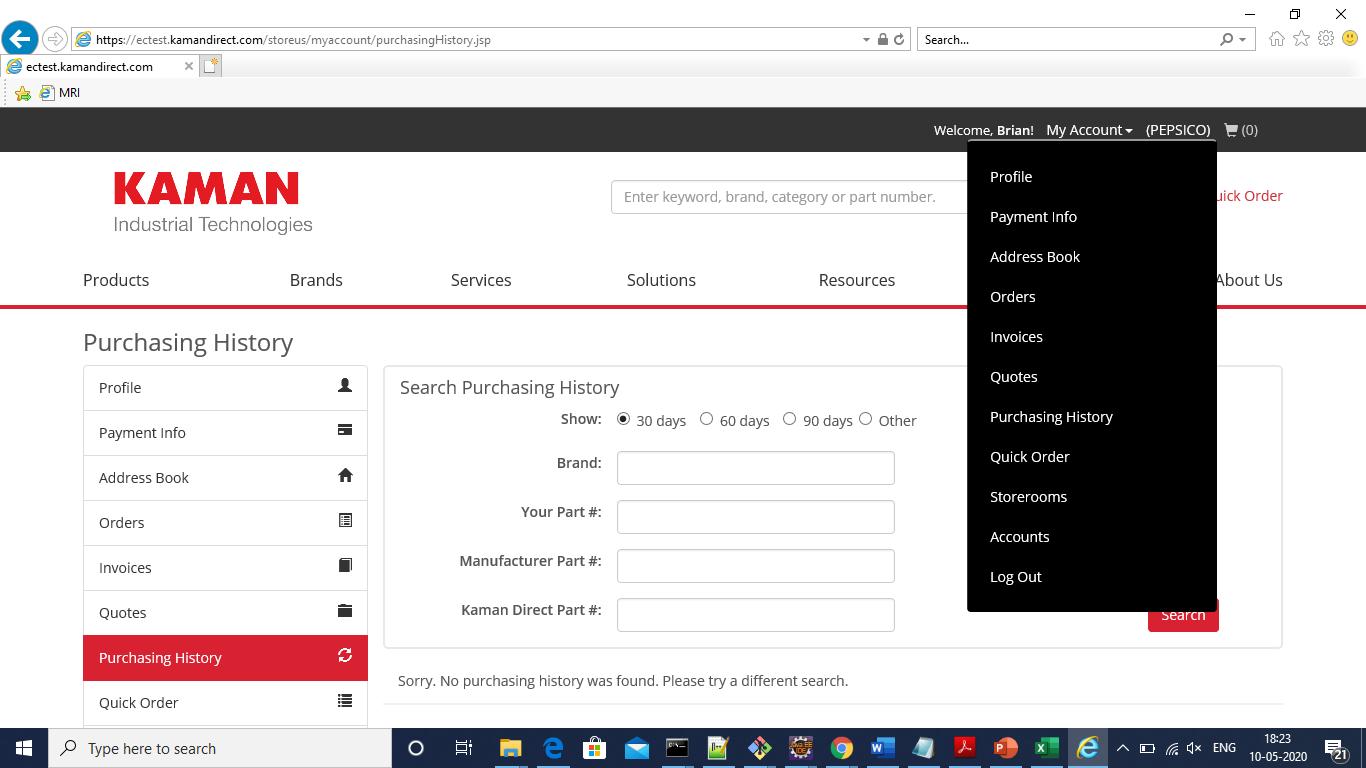 https://ectest.kamandirect.com/storeus/myaccount/purchasingHistory.jsp
Search...
ectest.kamandirect.com
MRI
Welcome, Brian! My Account (PEPSICO) (0)
KAMAN
Industrial Technologies
Enter keyword, brand, category or part number.
uick Order
Products Brands Services Solutions Resources About Us
Profile
Payment Info
Address Book
Orders
Invoices
Quotes
Purchasing History
Quick Order
Storerooms
Accounts
Log Out
Purchasing History
Profile
Payment Info
Address Book
Orders
Invoices
Quotes
Purchasing History
Quick Order
Search Purchasing History
Show: 30 days 60 days 90 days Other
Brand:
Your Part #:
Manufacturer Part #:
Kaman Direct Part #:
Search
Sorry. No purchasing history was found. Please try a different search.
Type here to search
ENG
18:23
10-05-2020
21